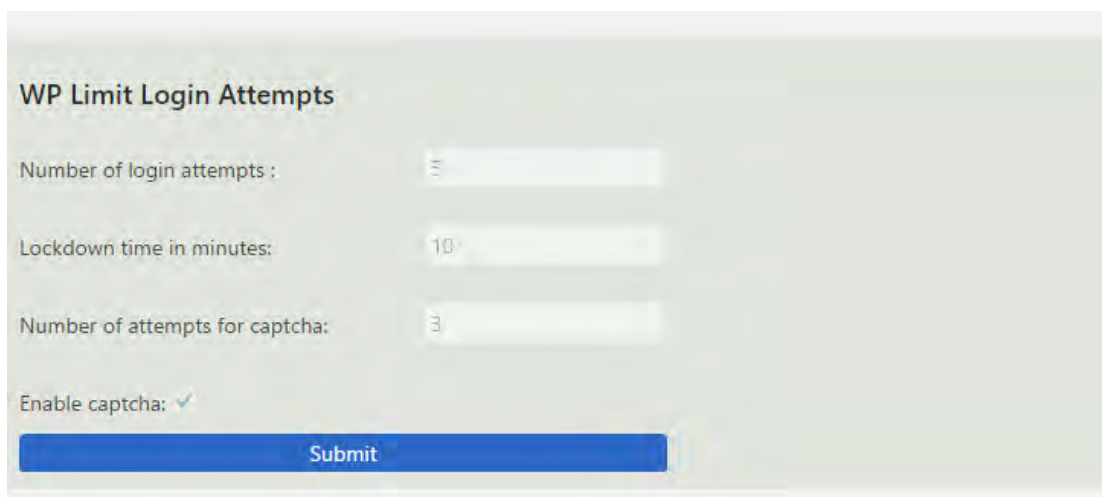 WP Limit Login Attempts
Number of login attempts : 5
Lockdown time in minutes: 10
Number of attempts for captcha: 3
Enable captcha: ✓
Submit